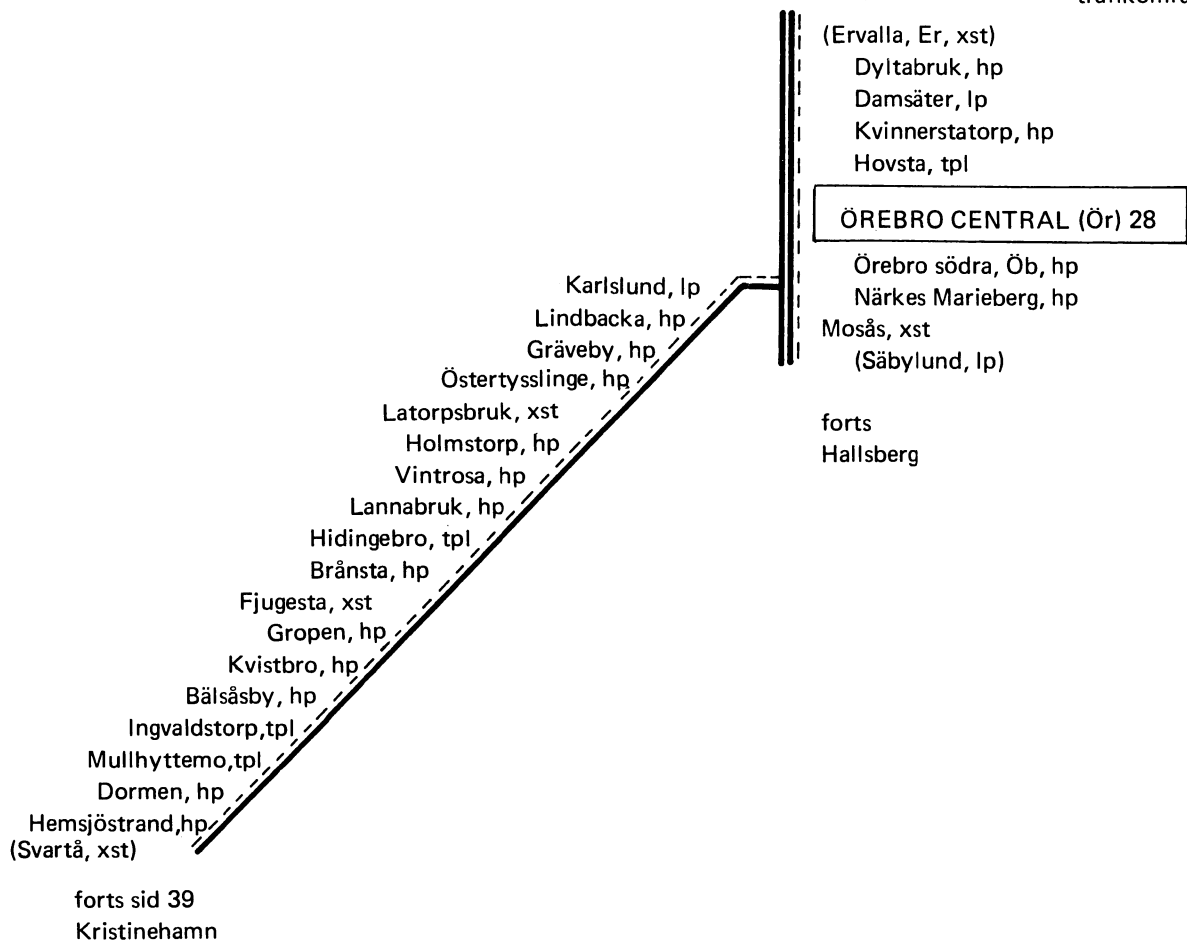 (Ervalla, Er, xst)
Dyltabruk, hp
Damsäter, lp
Kvinnerstatorp, hp
Hovsta, tpl
ÖREBRO CENTRAL (Ör) 28
Örebro södra, Öb, hp
Närkes Marieberg, hp
Mosås, xst
(Säbylund, lp)
forts
Hallsberg
Karlslund, lp
Lindbacka, hp
Gräveby, hp
Östertysslinge, hp
Latorpsbruk, xst
Holmstorp, hp
Vintrosa, hp
Lannabruk, hp
Hidingebro, tpl
Brånsta, hp
Fjugesta, xst
Gropen, hp
Kvistbro, hp
Bälsåsby, hp
Ingvaldstorp,tpl
Mullhyttemo,tpl
Dormen, hp
Hemsjöstrand,hp
(Svartå, xst)
forts sid 39
Kristinehamn